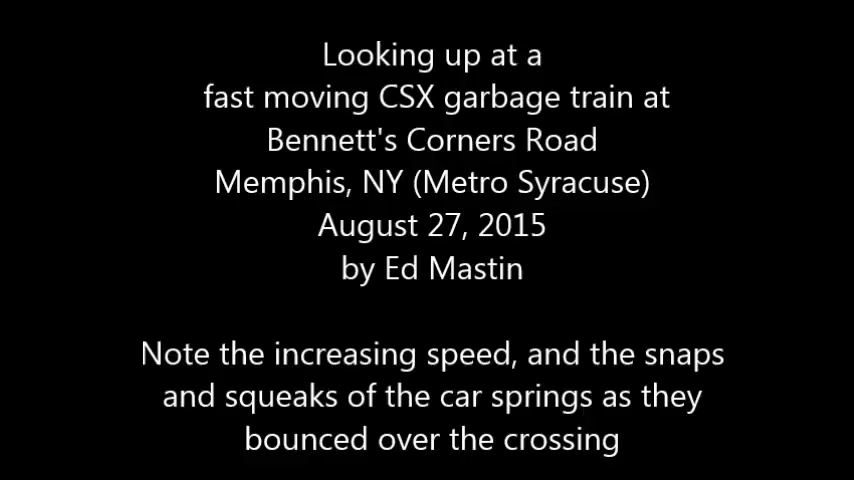 Looking up at a
fast moving CSX garbage train at
Bennett's Corners Road
Memphis, NY (Metro Syracuse)
August 27, 2015
by Ed Mastin
Note the increasing speed, and the snaps
and squeaks of the car springs as they
bounced over the crossing